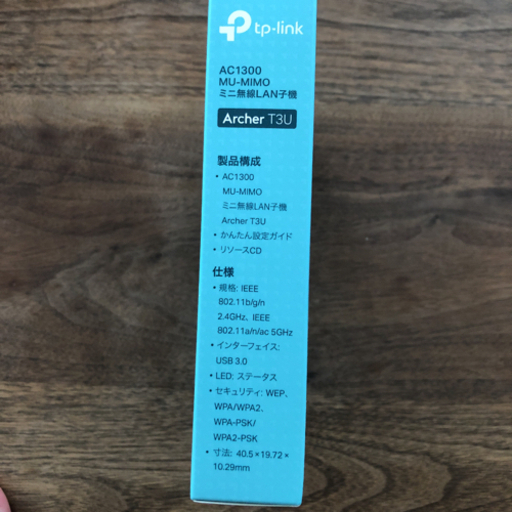 tp-link
AC1300
MU-MIMO
ミニ無線LAN子機
Archer T3U
製品構成
• AC1300
MU-MIMO
ミニ無線LAN子機
Archer T3U
• かんたん設定ガイド
• リソースCD
仕様
• 規格: IEEE
802.11b/g/n
2.4GHz、IEEE
802.11a/n/ac 5GHz
• インターフェイス:
USB 3.0
• LED: ステータス
• セキュリティ: WEP、
WPA/WPA2、
WPA-PSK/
WPA2-PSK
• 寸法: 40.5×19.72×
10.29mm